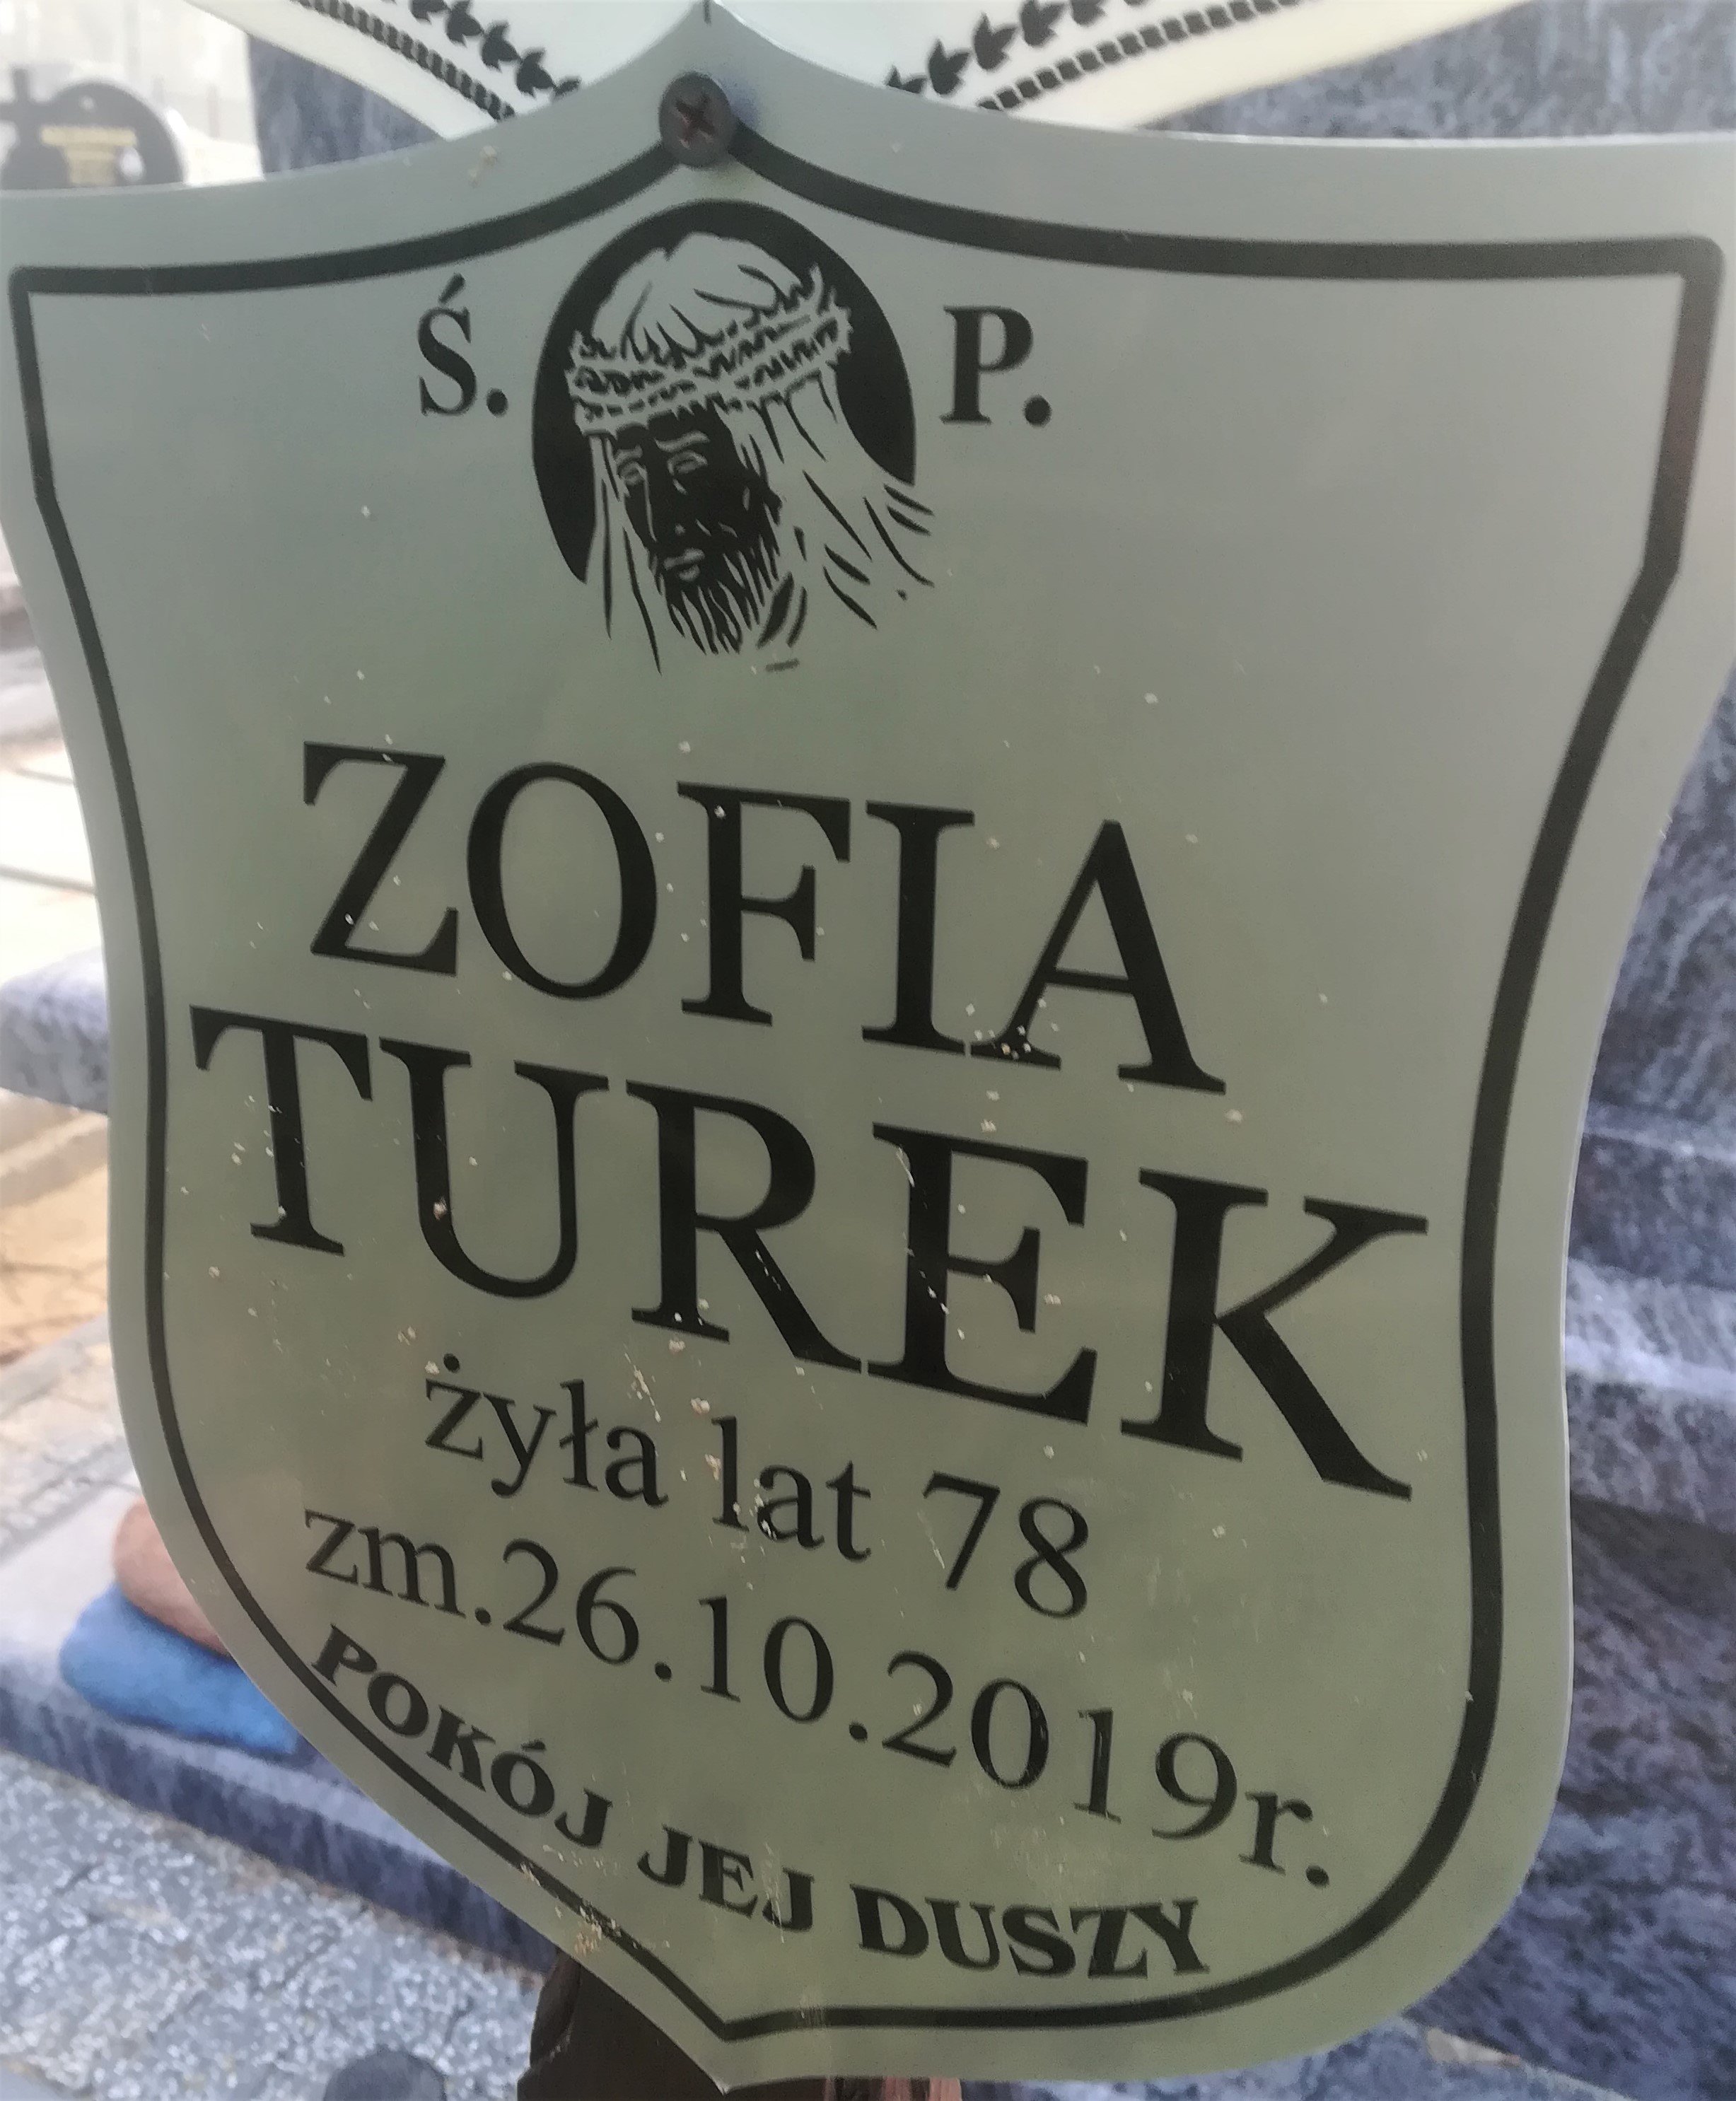 Ś. P.
ZOFIA
TUREK
żyła lat 78
zm.26.10.2019r.
POKÓJ JEJ DUSZY